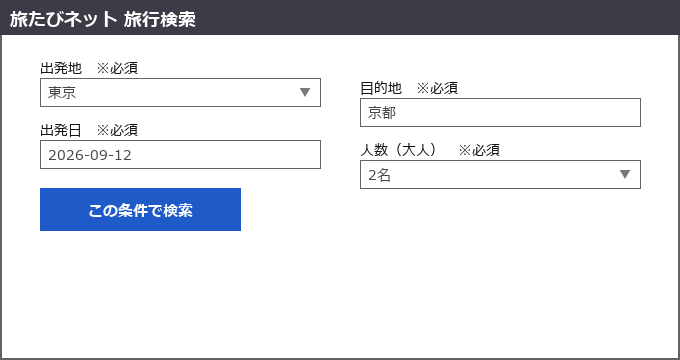 旅たびネット 旅行検索
出発地　※必須
東京
目的地　※必須
京都
出発日　※必須
2026-09-12
人数（大人）　※必須
2名
この条件で検索